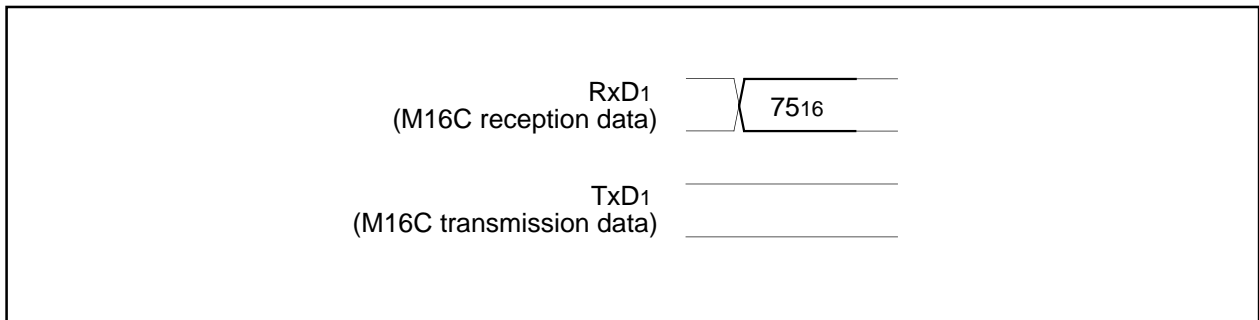 RxD1
(M16C reception data)
7516
TxD1
(M16C transmission data)